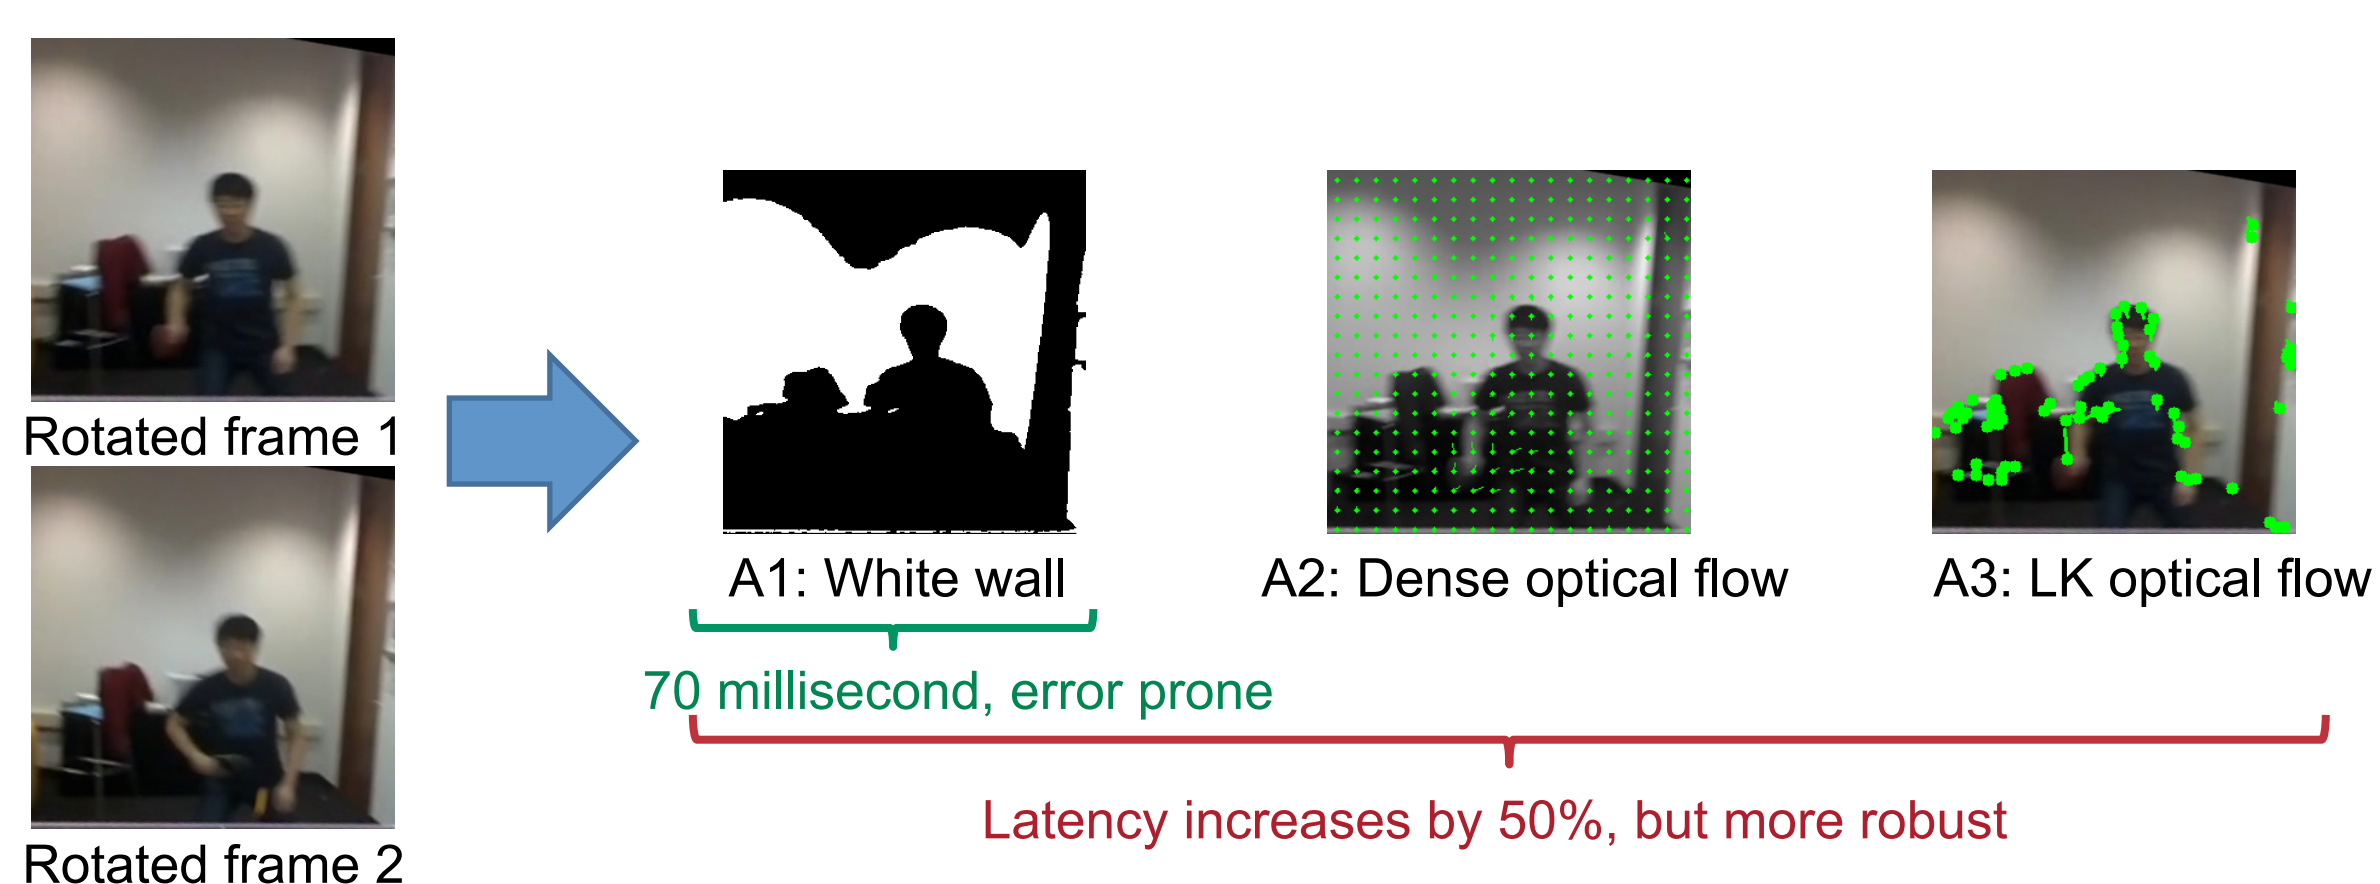 Rotated frame 1
Rotated frame 2
A1: White wall
A2: Dense optical flow
A3: LK optical flow
70 millisecond, error prone
Latency increases by 50%, but more robust